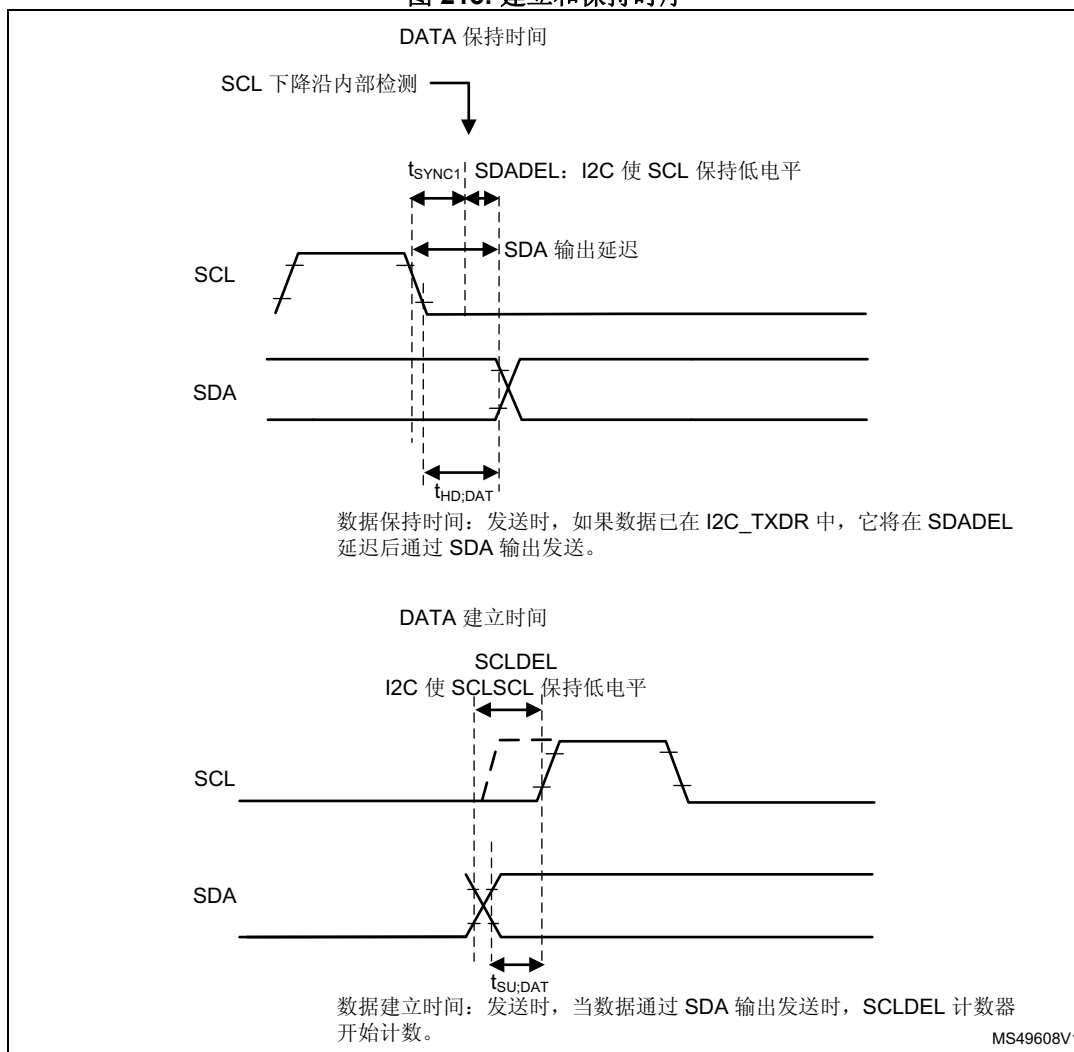 DATA 保持时间
SCL 下降沿内部检测
tSYNC1 SDADEL：I2C 使 SCL 保持低电平
SDA 输出延迟
SCL
SDA
tHD;DAT
数据保持时间：发送时，如果数据已在 I2C_TXDR 中，它将在 SDADEL
延迟后通过 SDA 输出发送。
DATA 建立时间
SCLDEL
I2C 使 SCLSCL 保持低电平
SCL
SDA
tSU;DAT
数据建立时间：发送时，当数据通过 SDA 输出发送时，SCLDEL 计数器
开始计数。
MS49608V1